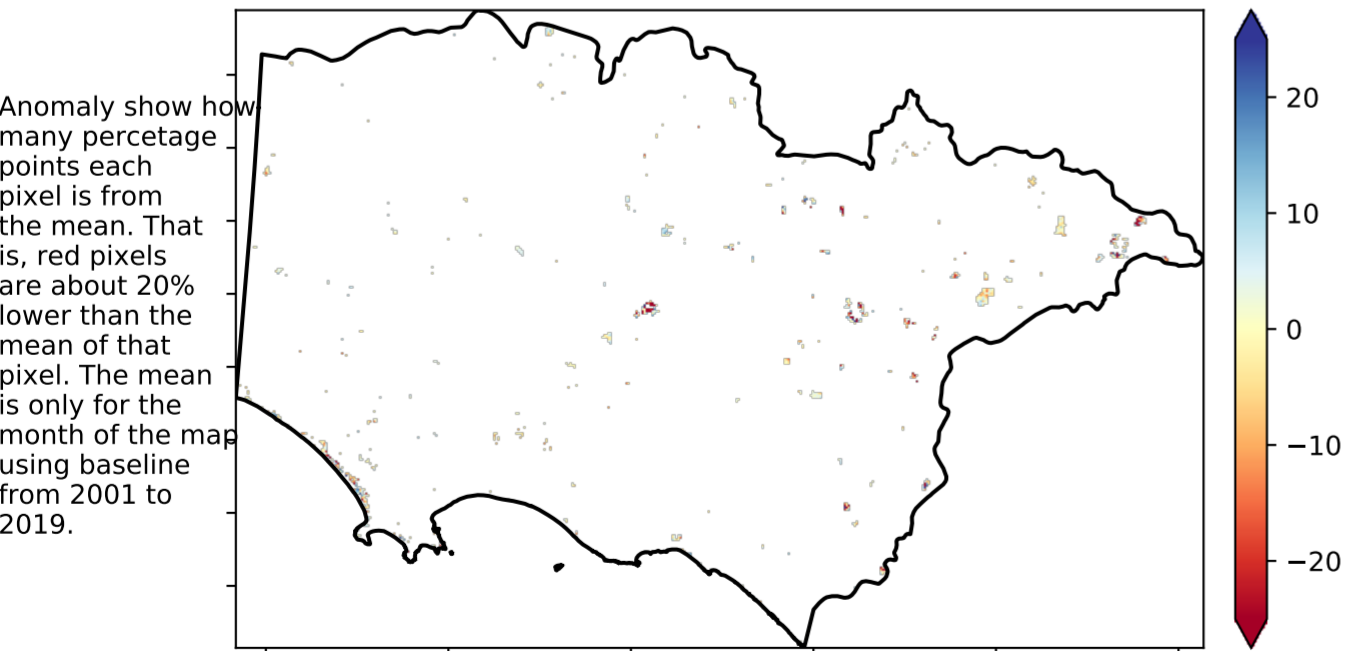 Anomaly show how
many percetage
points each
pixel is from
the mean. That
is, red pixels
are about 20%
lower than the
mean of that
pixel. The mean
is only for the
month of the map
using baseline
from 2001 to
2019.
20
10
0
−10
−20